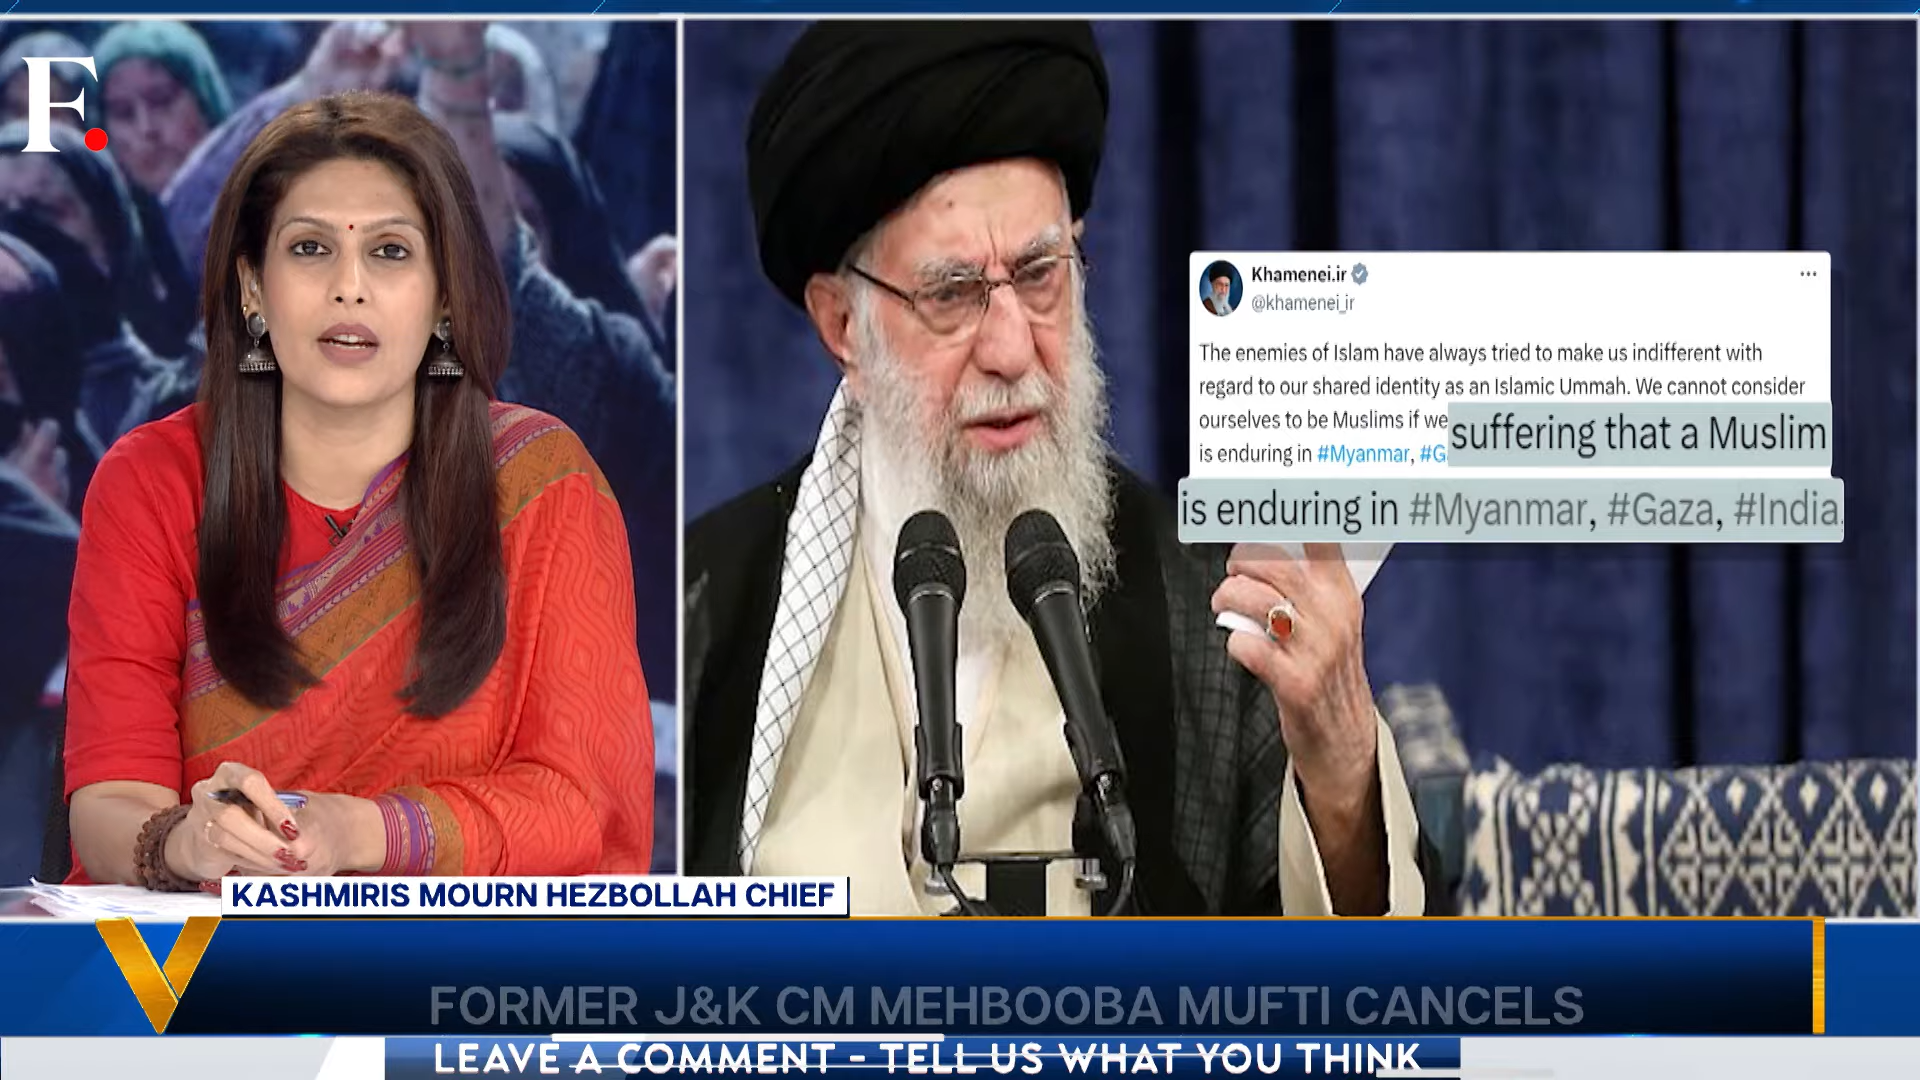 F.
Khamenei.ir
@khamenei_ir
The enemies of Islam have always tried to make us indifferent with
regard to our shared identity as an Islamic Ummah. We cannot consider
ourselves to be Muslims if we
suffering that a Muslim
is enduring in #Myanmar, #G
is enduring in #Myanmar, #Gaza, #India.
KASHMIRIS MOURN HEZBOLLAH CHIEF
V
FORMER J&K CM MEHBOOBA MUFTI CANCELS
LEAVE A COMMENT - TELL US WHAT YOU THINK